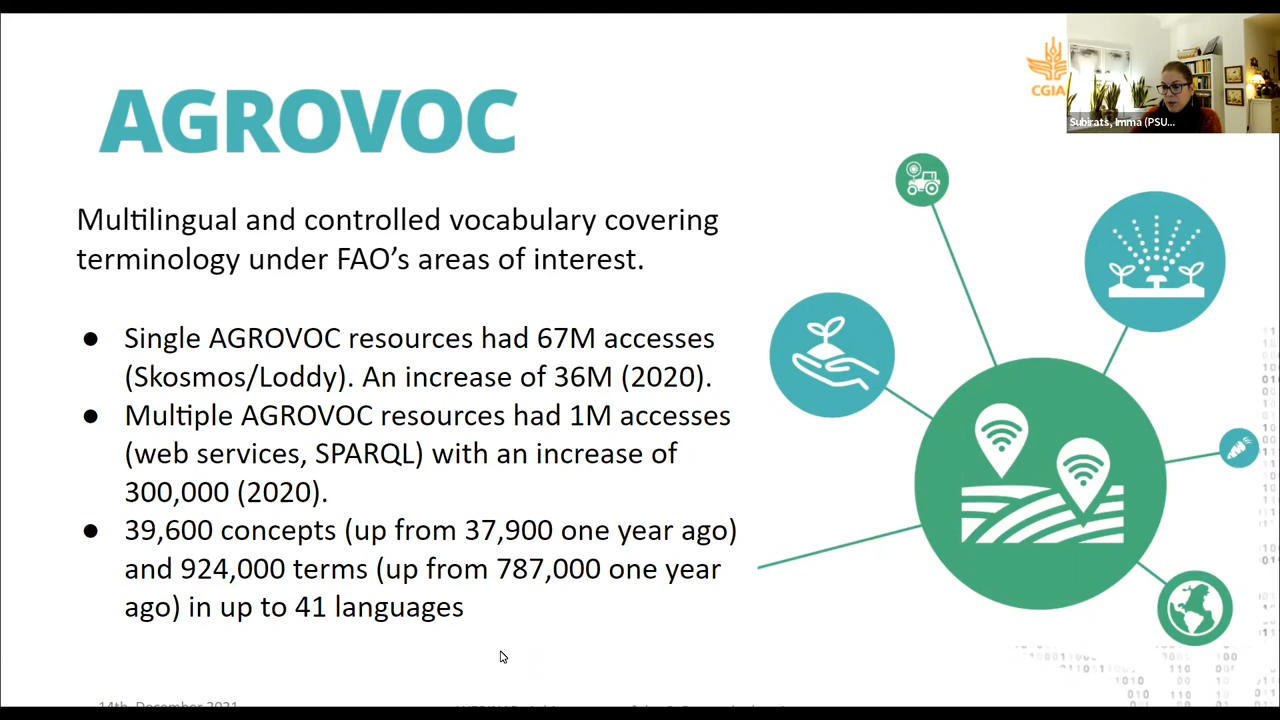 AGROVOC
CGIA
Subirats, Imma (PSU...
Multilingual and controlled vocabulary covering
terminology under FAO’s areas of interest.
● Single AGROVOC resources had 67M accesses
(Skosmos/Loddy). An increase of 36M (2020).
● Multiple AGROVOC resources had 1M accesses
(web services, SPARQL) with an increase of
300,000 (2020).
● 39,600 concepts (up from 37,900 one year ago)
and 924,000 terms (up from 787,000 one year
ago) in up to 41 languages
14th, December 2021